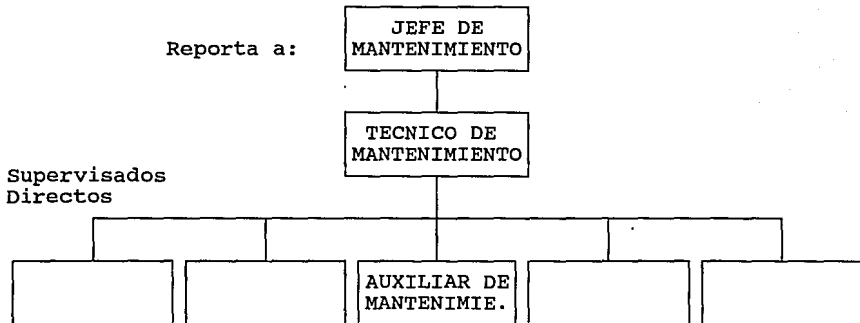 JEFE DE
Reporta a: MANTENIMIENTO
TECNICO DE
MANTENIMIENTO
Supervisados
Directos
AUXILIAR DE
MANTENIMIE.